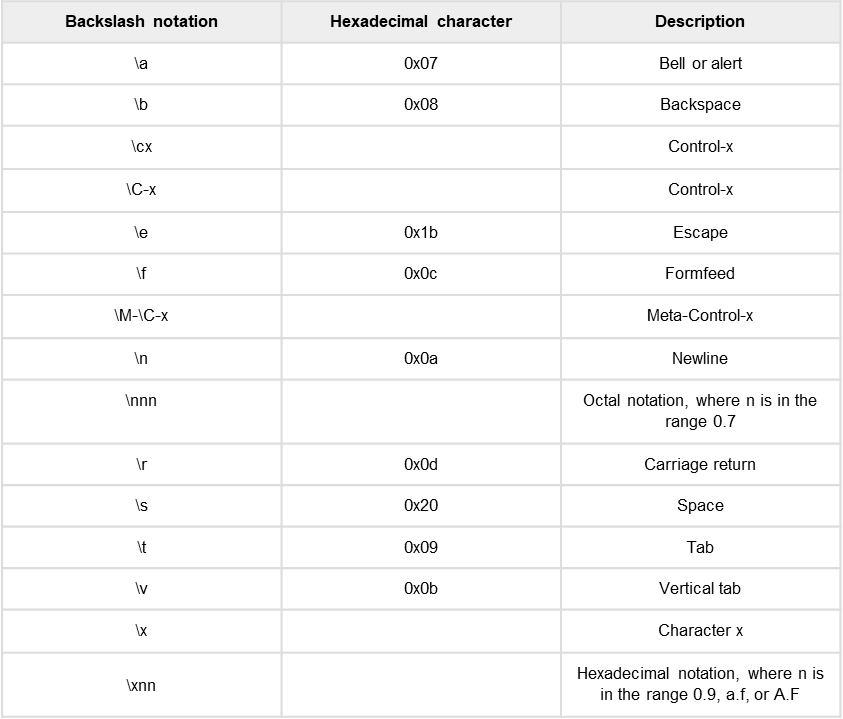 Backslash notation Hexadecimal character Description
\a 0x07 Bell or alert
\b 0x08 Backspace
\cx Control-x
\C-x Control-x
\e 0x1b Escape
\f 0x0c Formfeed
\M-\C-x Meta-Control-x
\n 0x0a Newline
\nnn Octal notation, where n is in the
range 0.7
\r 0x0d Carriage return
\s 0x20 Space
\t 0x09 Tab
\v 0x0b Vertical tab
\x Character x
\xnn Hexadecimal notation, where n is
in the range 0.9, a.f, or A.F